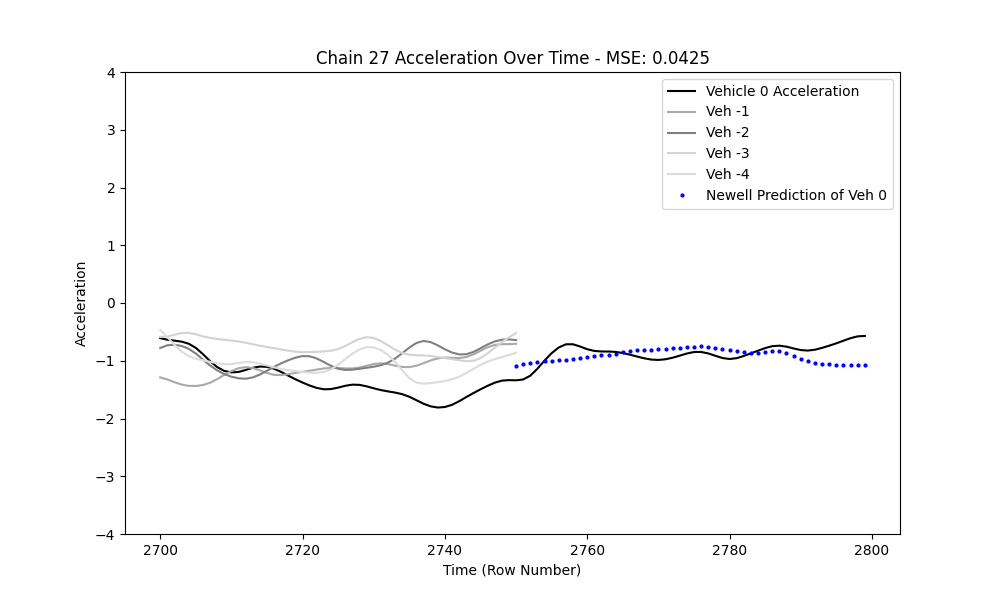 Chain 27 Acceleration Over Time - MSE: 0.0425
Vehicle 0 Acceleration
Veh -1
Veh -2
Veh -3
Veh -4
Newell Prediction of Veh 0
Acceleration
4
3
2
1
0
−1
−2
−3
−4
2700 2720 2740 2760 2780 2800
Time (Row Number)